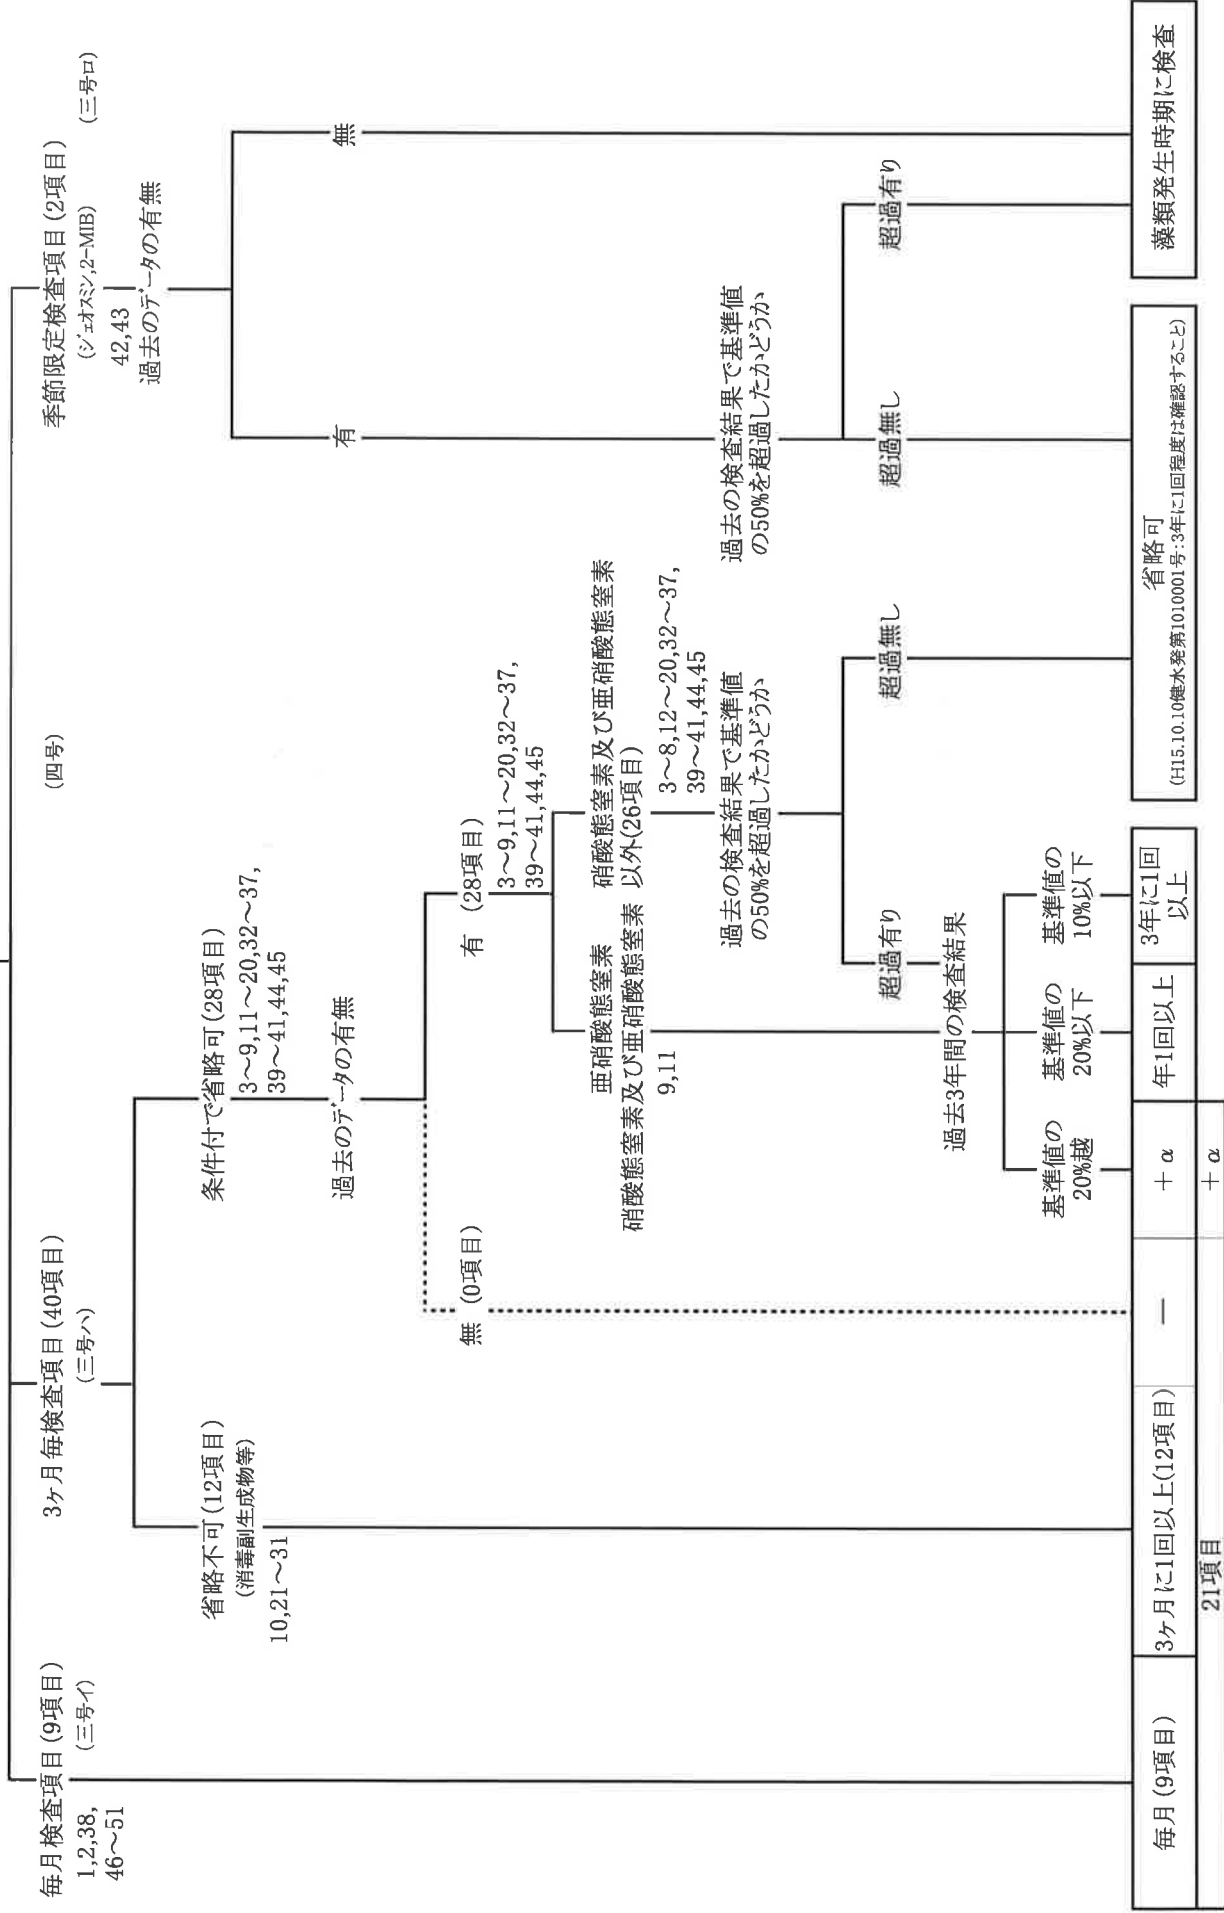 毎月検査項目(9項目)
(三号イ)
1,2,38,
46～51
3ヶ月毎検査項目(40項目)
(三号ハ)
(四号)
季節限定検査項目(2項目)
(三号ロ)
(ジェオスミン,2-MIB)
42,43
過去のデータの有無
省略不可(12項目)
(消毒副生成物等)
10,21～31
条件付で省略可(28項目)
3～9,11～20,32～37,
39～41,44,45
過去のデータの有無
有
無
無 (0項目)
有 (28項目)
3～9,11～20,32～37,
39～41,44,45
亜硝酸態窒素
硝酸態窒素及び亜硝酸態窒素
9,11
硝酸態窒素及び亜硝酸態窒素
以外(26項目)
3～8,12～20,32～37,
39～41,44,45
過去の検査結果で基準値
の50%を超過したかどうか
過去の検査結果で基準値
の50%を超過したかどうか
超過有り
超過無し
超過無し
超過有り
過去3年間の検査結果
基準値の
20%越
基準値の
20%以下
基準値の
10%以下
毎月(9項目)
3ヶ月に1回以上(12項目)
－
＋α
年1回以上
3年に1回
以上
省略可
(H15.10.10健水発第1010001号:3年に1回程度は確認すること)
藻類発生時期に検査
21項目
＋α